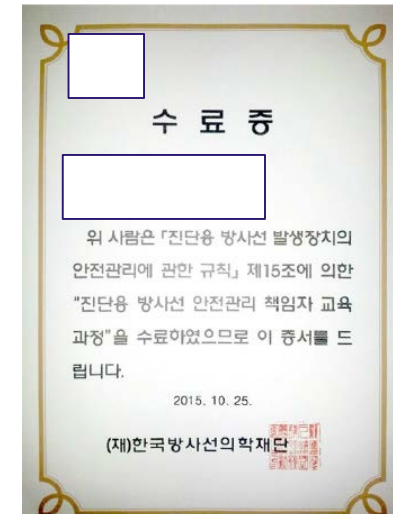 수 료 증
위 사람은 「진단용 방사선 발생장치의
안전관리에 관한 규칙」 제15조에 의한
"진단용 방사선 안전관리 책임자 교육
과정"을 수료하였으므로 이 증서를 드
립니다.
2015. 10. 25.
(재)한국방사선의학재단